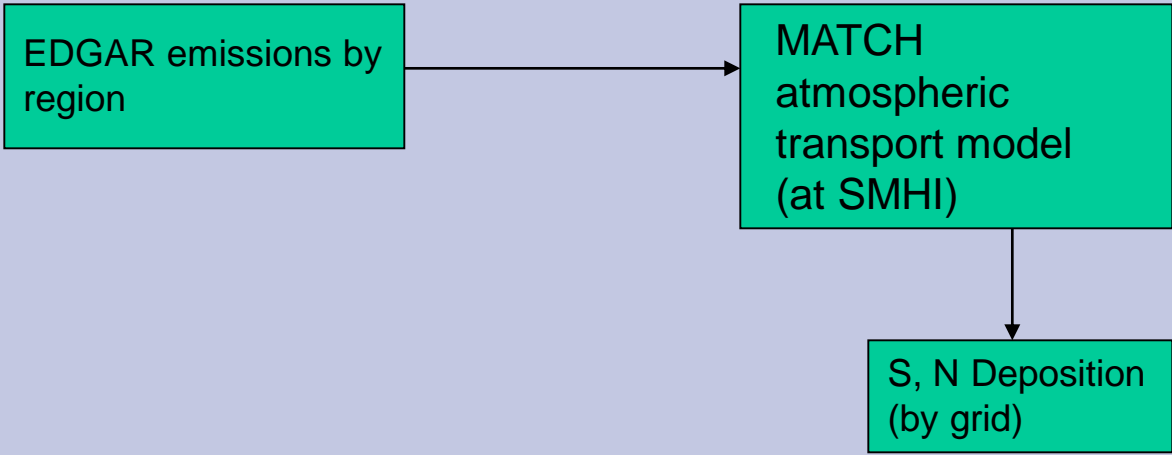 EDGAR emissions by
region
MATCH
atmospheric
transport model
(at SMHI)
S, N Deposition
(by grid)